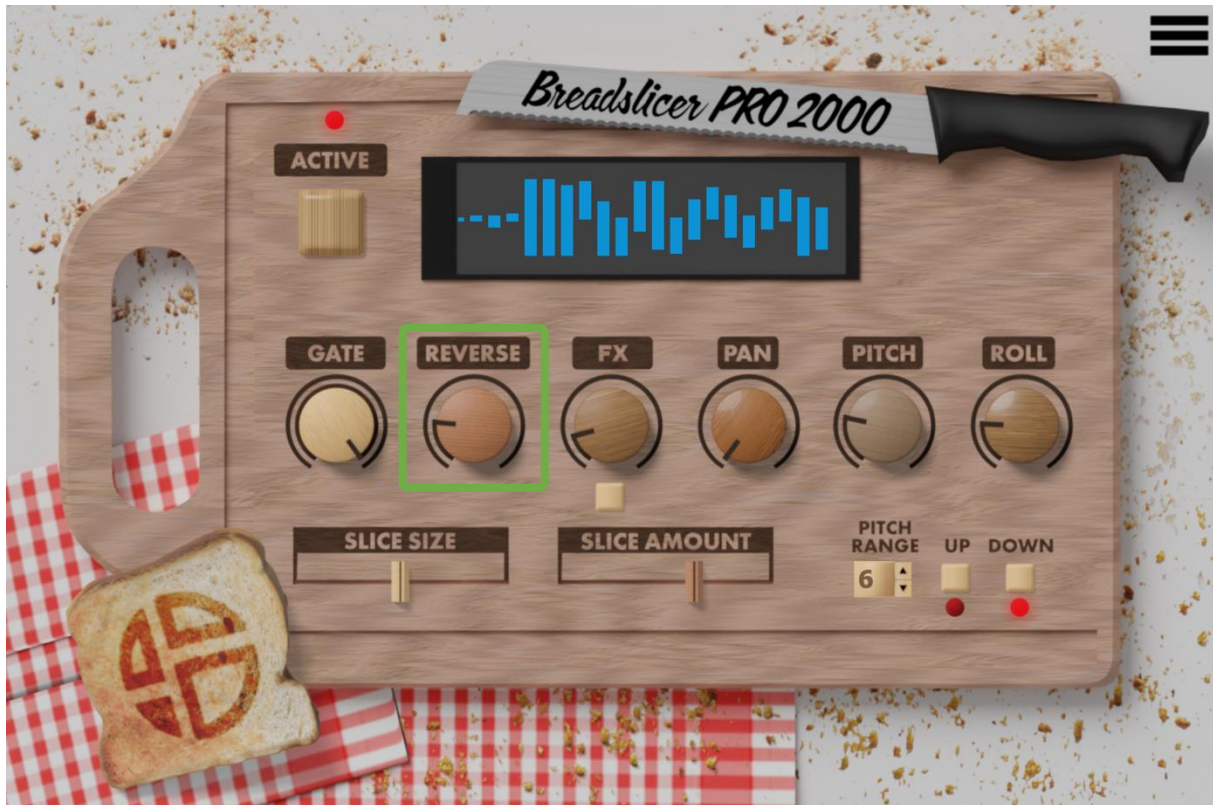 Breadslicer PRO 2000
ACTIVE
GATE
REVERSE
FX
PAN
PITCH
ROLL
SLICE SIZE
SLICE AMOUNT
PITCH
RANGE
UP
DOWN
6